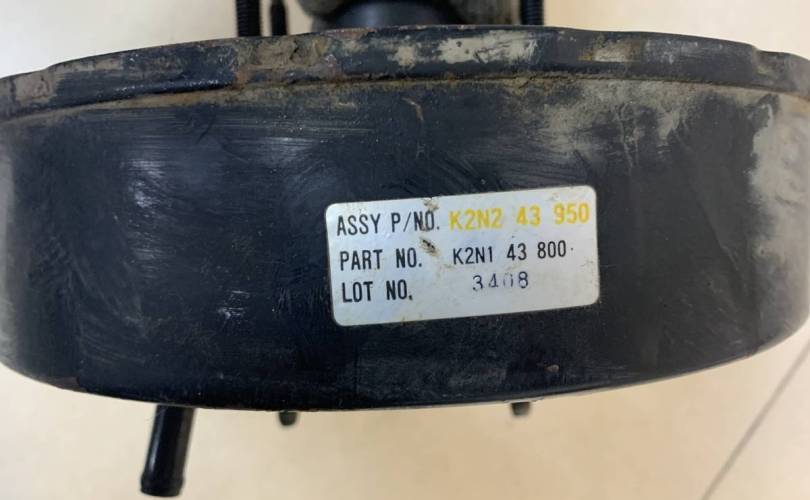 ASSY P/NO. K2N2 43 950
PART NO. K2N1 43 800
LOT NO. 3408